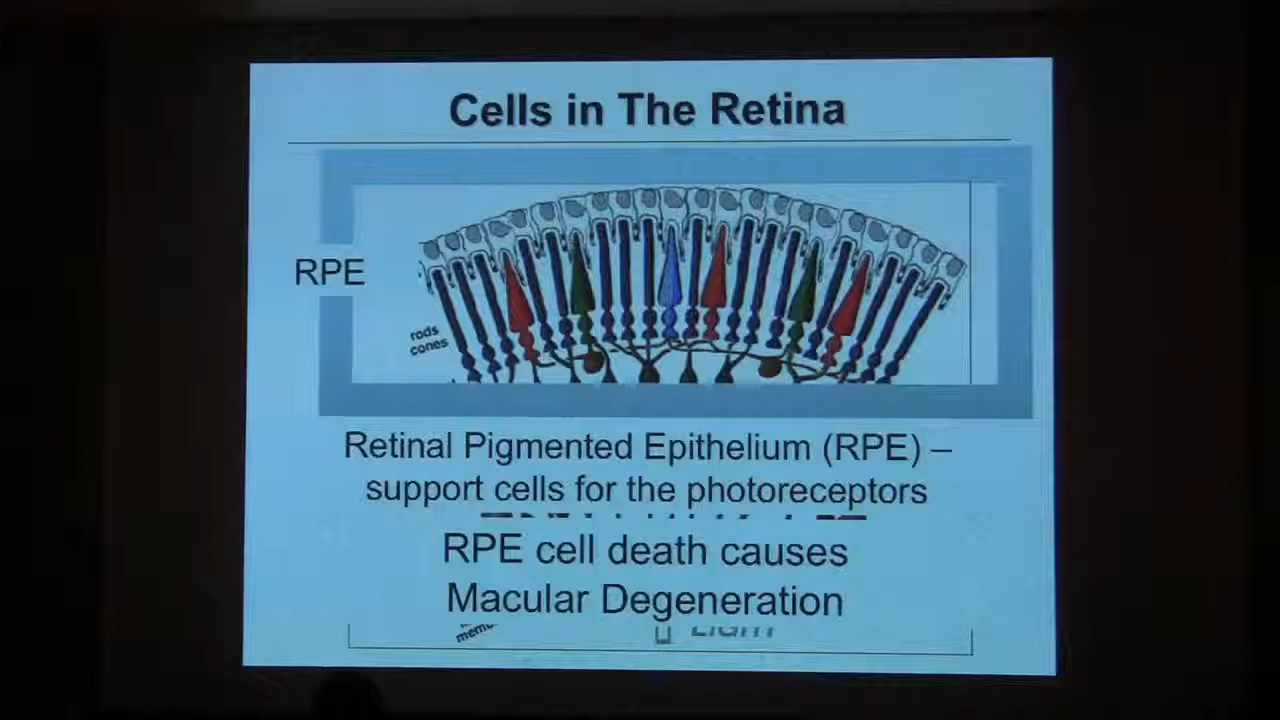 Cells in The Retina
RPE
rods
cones
Retinal Pigmented Epithelium (RPE) –
support cells for the photoreceptors
RPE cell death causes
Macular Degeneration
Light